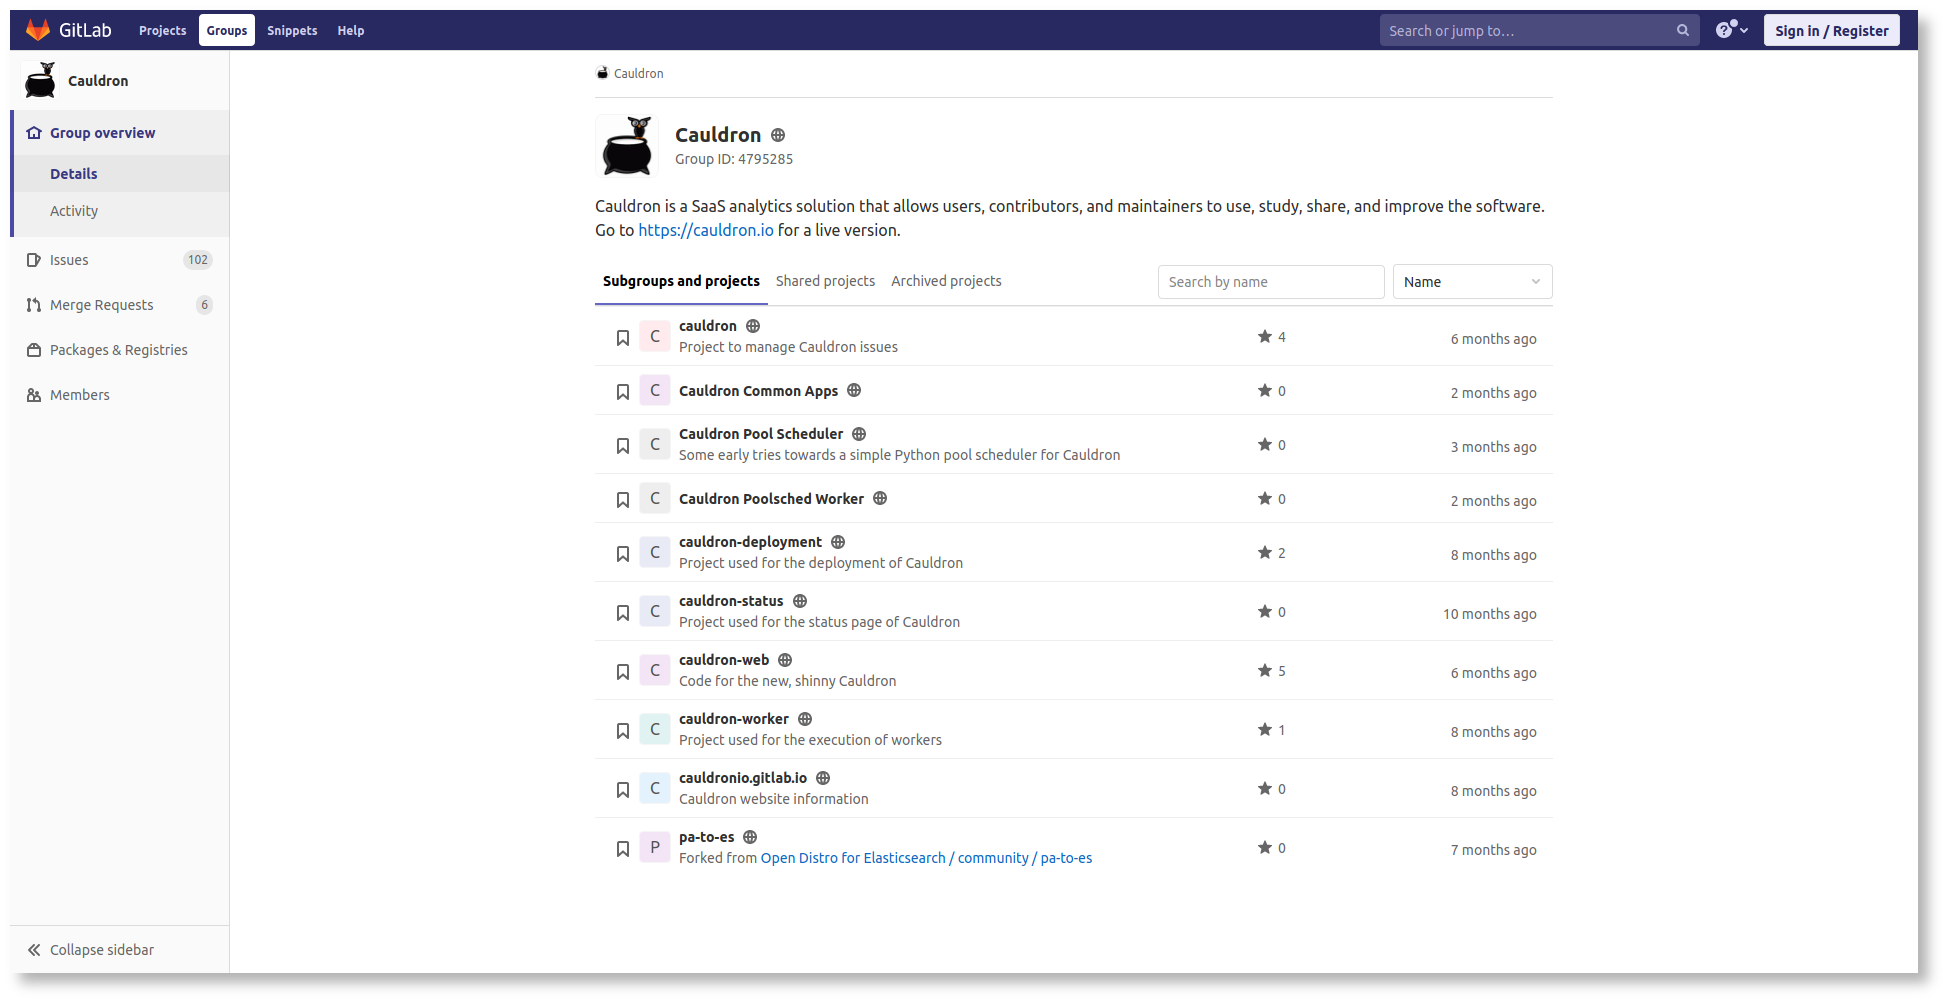 GitLab
Projects
Groups
Snippets
Help
Search or jump to…
Sign in / Register
Cauldron
Group overview
Details
Activity
Issues 102
Merge Requests 6
Packages & Registries
Members
Collapse sidebar
Cauldron
Cauldron
Group ID: 4795285
Cauldron is a SaaS analytics solution that allows users, contributors, and maintainers to use, study, share, and improve the software.
Go to https://cauldron.io for a live version.
Subgroups and projects
Shared projects
Archived projects
Search by name
Name
C cauldron
Project to manage Cauldron issues
4
6 months ago
C Cauldron Common Apps
0
2 months ago
C Cauldron Pool Scheduler
Some early tries towards a simple Python pool scheduler for Cauldron
0
3 months ago
C Cauldron Poolsched Worker
0
2 months ago
C cauldron-deployment
Project used for the deployment of Cauldron
2
8 months ago
C cauldron-status
Project used for the status page of Cauldron
0
10 months ago
C cauldron-web
Code for the new, shinny Cauldron
5
6 months ago
C cauldron-worker
Project used for the execution of workers
1
8 months ago
C cauldronio.gitlab.io
Cauldron website information
0
8 months ago
P pa-to-es
Forked from Open Distro for Elasticsearch / community / pa-to-es
0
7 months ago